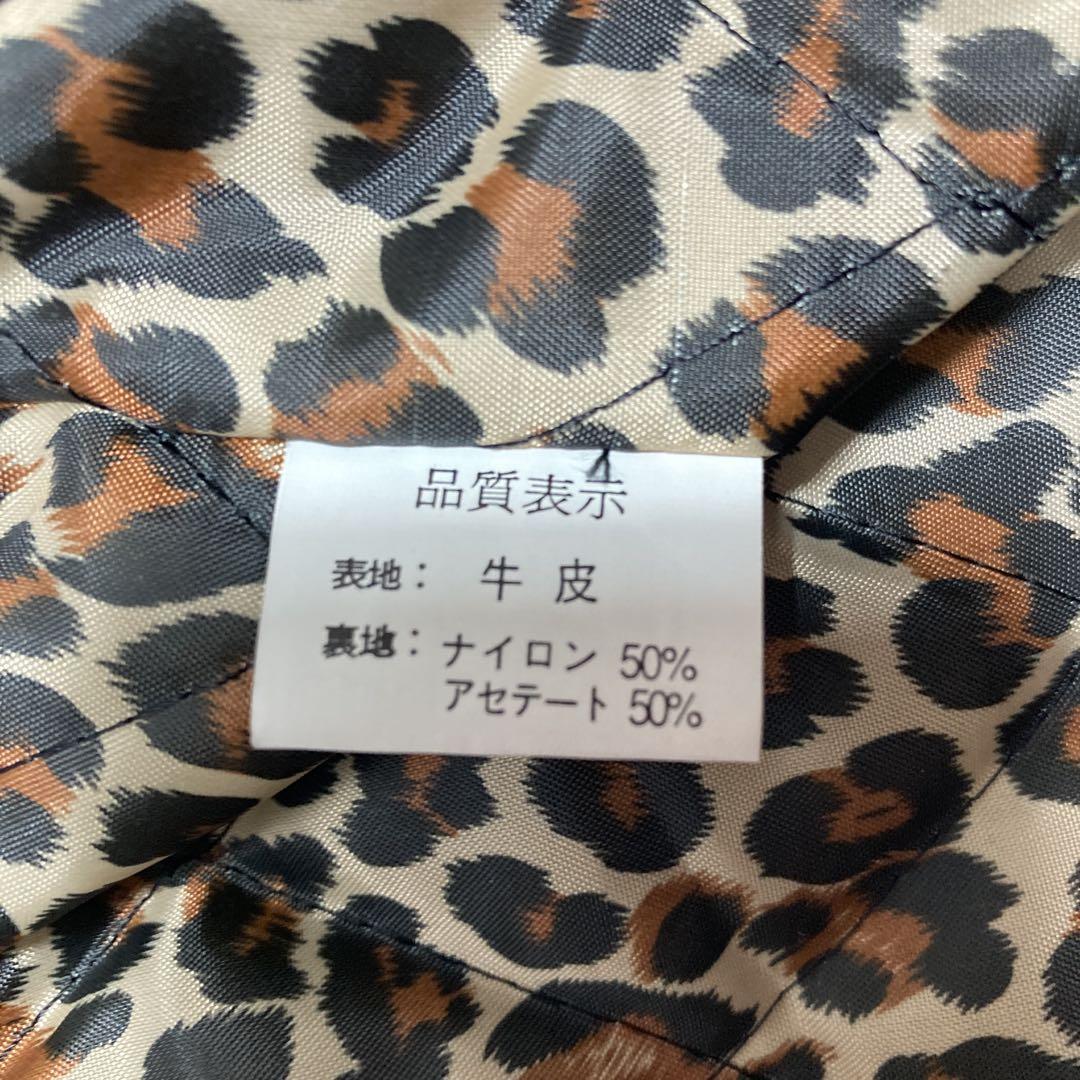 品質表示
表地： 牛 皮
裏地： ナイロン 50%
アセテート 50%